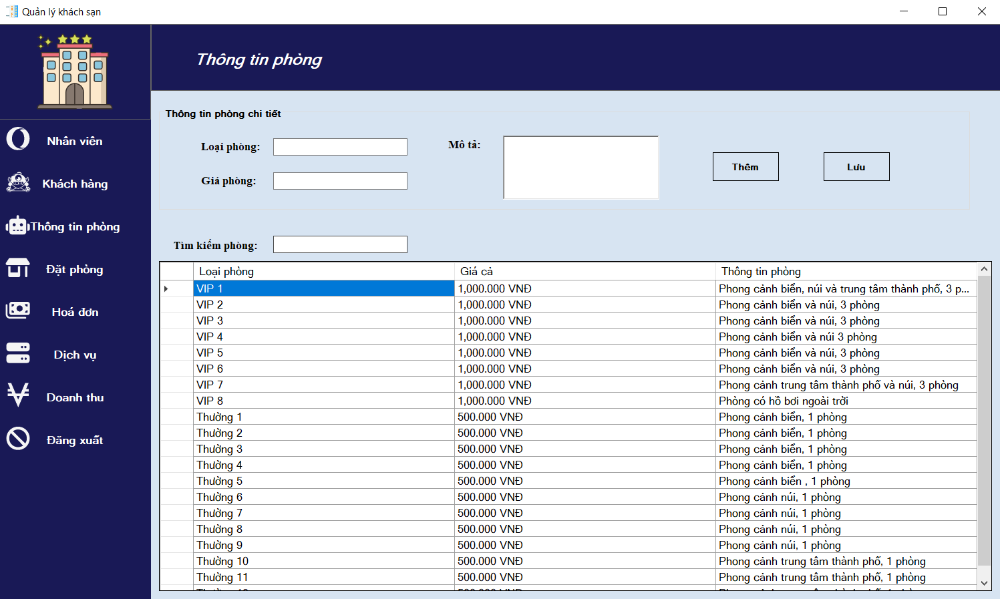 Quản lý khách sạn
Thông tin phòng
Nhân viên
Khách hàng
Thông tin phòng
Đặt phòng
Hoá đơn
Dịch vụ
Doanh thu
Đăng xuất
Thông tin phòng chi tiết
Loại phòng:
Giá phòng:
Mô tả:
Thêm
Lưu
Tìm kiếm phòng:
Loại phòng Giá cả Thông tin phòng
VIP 1 1,000.000 VNĐ Phong cảnh biển, núi và trung tâm thành phố, 3 p...
VIP 2 1,000.000 VNĐ Phong cảnh biển và núi, 3 phòng
VIP 3 1,000.000 VNĐ Phong cảnh biển và núi, 3 phòng
VIP 4 1,000.000 VNĐ Phong cảnh biển và núi 3 phòng
VIP 5 1,000.000 VNĐ Phong cảnh biển và núi, 3 phòng
VIP 6 1,000.000 VNĐ Phong cảnh biển và núi, 3 phòng
VIP 7 1,000.000 VNĐ Phong cảnh trung tâm thành phố và núi, 3 phòng
VIP 8 1,000.000 VNĐ Phòng có hồ bơi ngoài trời
Thường 1 500.000 VNĐ Phong cảnh biển, 1 phòng
Thường 2 500.000 VNĐ Phong cảnh biển, 1 phòng
Thường 3 500.000 VNĐ Phong cảnh biển, 1 phòng
Thường 4 500.000 VNĐ Phong cảnh biển, 1 phòng
Thường 5 500.000 VNĐ Phong cảnh biển , 1 phòng
Thường 6 500.000 VNĐ Phong cảnh núi, 1 phòng
Thường 7 500.000 VNĐ Phong cảnh núi, 1 phòng
Thường 8 500.000 VNĐ Phong cảnh núi, 1 phòng
Thường 9 500.000 VNĐ Phong cảnh núi, 1 phòng
Thường 10 500.000 VNĐ Phong cảnh trung tâm thành phố, 1 phòng
Thường 11 500.000 VNĐ Phong cảnh trung tâm thành phố, 1 phòng